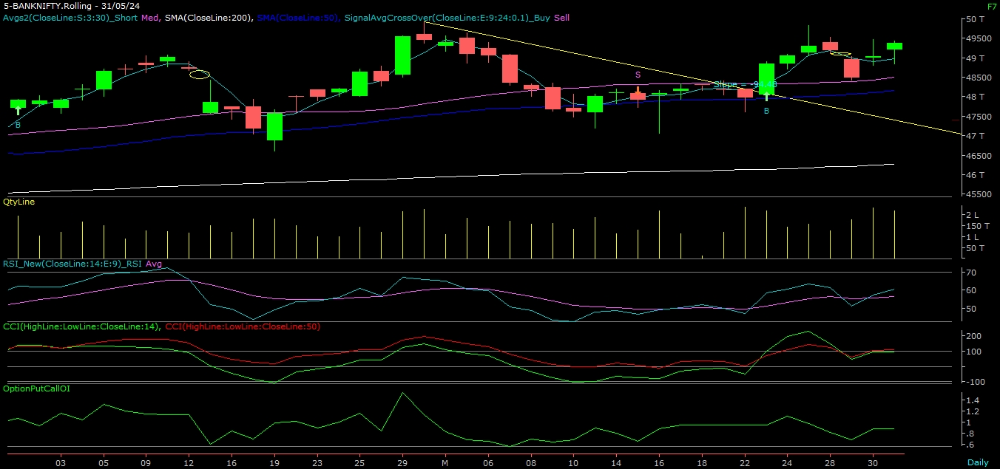 5-BANKNIFTY.Rolling - 31/05/24
F7
Avgs2(CloseLine:S:3:30)_Short Med, SMA(CloseLine:200), SMA(CloseLine:50), SignalAvgCrossOver(CloseLine:E:9:24:0.1)_Buy Sell
50 T
49500
49 T
48500
48 T
47500
47 T
46500
46 T
45500
S
Slope = -94.48
B
B
QtyLine
2 L
150 T
1 L
50 T
RSI_New(CloseLine:14:E:9)_RSI Avg
70
60
50
CCI(HighLine:LowLine:CloseLine:14), CCI(HighLine:LowLine:CloseLine:50)
200
100
-100
OptionPutCallOI
1.4
1.2
1
.8
.6
03 05 09 12 16 19 23 25 29 M 06 08 10 14 16 22 24 28 30
Daily